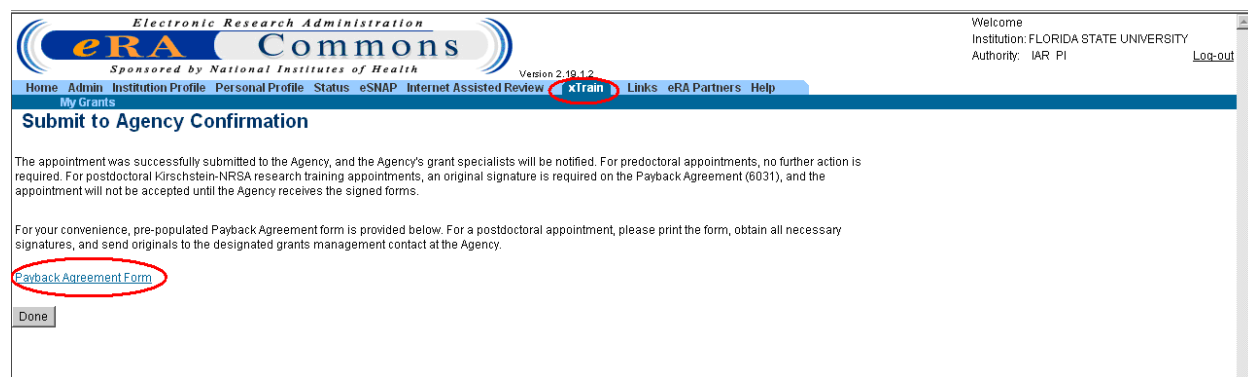 Electronic Research Administration
eRA Commons
Sponsored by National Institutes of Health
Version 2.19.1.2
Welcome
Institution: FLORIDA STATE UNIVERSITY
Authority: IAR PI Log-out
Home Admin Institution Profile Personal Profile Status eSNAP Internet Assisted Review xTrain Links eRA Partners Help
My Grants
Submit to Agency Confirmation
The appointment was successfully submitted to the Agency, and the Agency's grant specialists will be notified. For predoctoral appointments, no further action is
required. For postdoctoral Kirschstein-NRSA research training appointments, an original signature is required on the Payback Agreement (6031), and the
appointment will not be accepted until the Agency receives the signed forms.
For your convenience, pre-populated Payback Agreement form is provided below. For a postdoctoral appointment, please print the form, obtain all necessary
signatures, and send originals to the designated grants management contact at the Agency.
Payback Agreement Form
Done